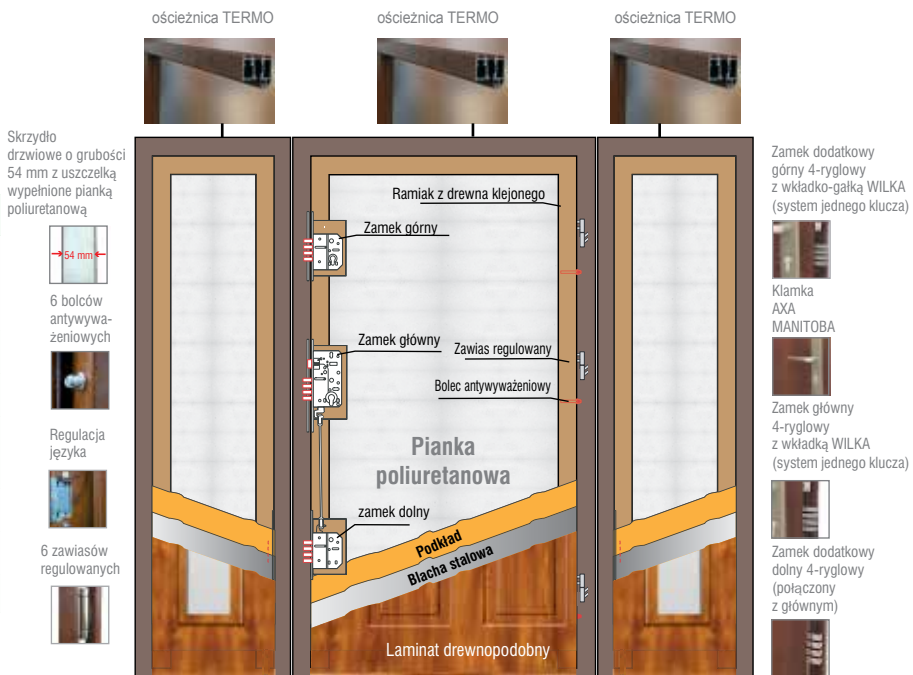 ościeżnica TERMO
ościeżnica TERMO
ościeżnica TERMO
Skrzydło
drzwiowe o grubości
54 mm z uszczelką
wypełnione pianką
poliuretanową
54 mm
6 bolców
antywywa-
żeniowych
Regulacja
języka
6 zawiasów
regulowanych
Ramiak z drewna klejonego
Zamek górny
Zamek główny
Zawias regulowany
Bolec antywyważeniowy
Pianka
poliuretanowa
zamek dolny
Podkład
Blacha stalowa
Laminat drewnopodobny
Zamek dodatkowy
górny 4-ryglowy
z wkładko-gałką WILKA
(system jednego klucza)
Klamka
AXA
MANITOBA
Zamek główny
4-ryglowy
z wkładką WILKA
(system jednego klucza)
Zamek dodatkowy
dolny 4-ryglowy
(połączony
z głównym)